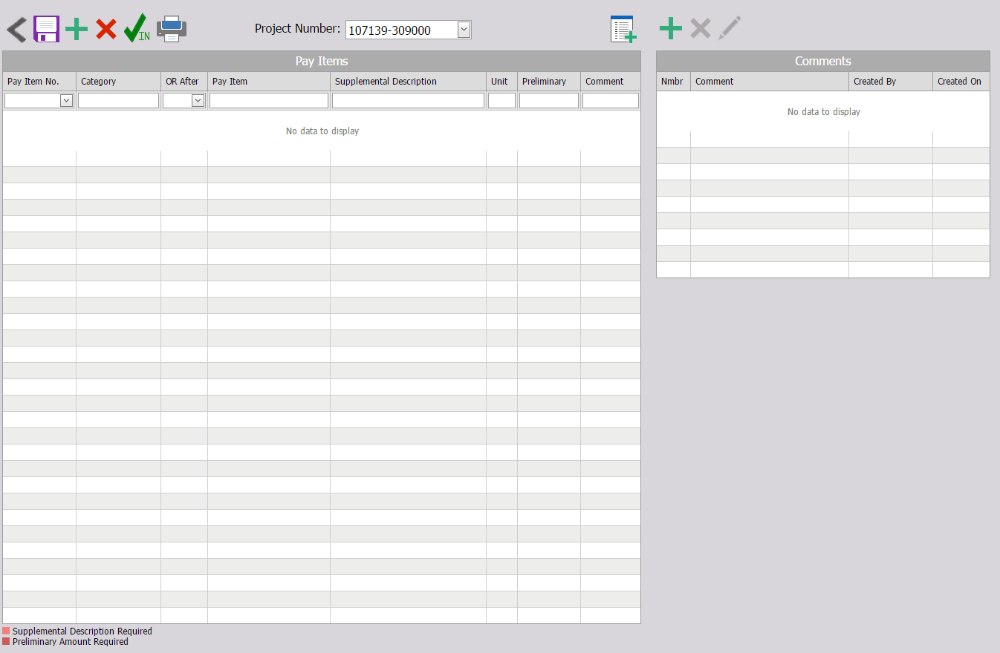 IN
Project Number: 107139-309000
Pay Items
Pay Item No. Category OR After Pay Item Supplemental Description Unit Preliminary Comment
No data to display
Supplemental Description Required
Preliminary Amount Required
Comments
Nmbr Comment Created By Created On
No data to display